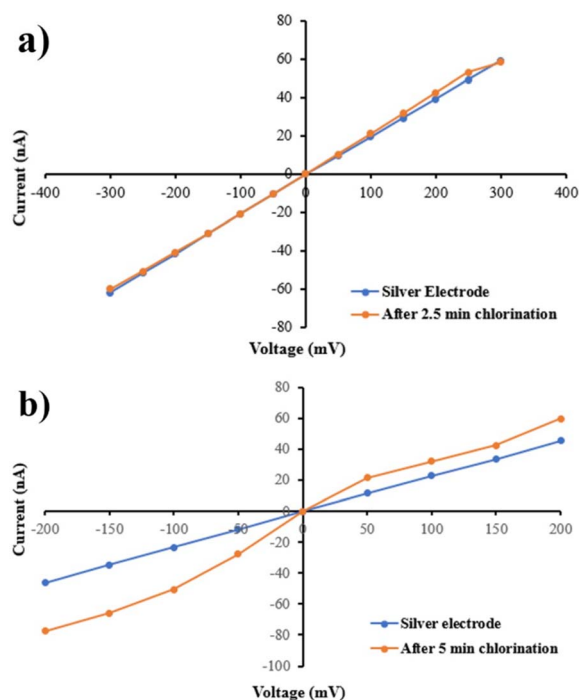 a)
80
60
40
20
0
-20
-40
-60
-80
-400 -300 -200 -100 0 100 200 300 400
Current (nA)
Voltage (mV)
Silver Electrode
After 2.5 min chlorination
b)
80
60
40
20
0
-20
-40
-60
-80
-100
-200 -150 -100 -50 0 50 100 150 200
Current (nA)
Voltage (mV)
Silver electrode
After 5 min chlorination